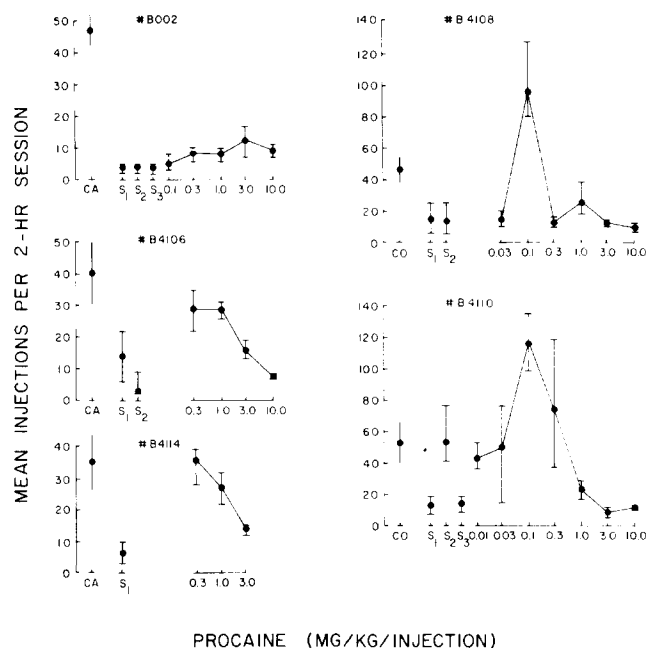 MEAN INJECTIONS PER 2-HR SESSION
# B002
50
40
30
20
10
0
CA S1 S2 S3 0.1 0.3 1.0 3.0 10.0
# B4106
50
40
30
20
10
0
CA S1 S2 0.3 1.0 3.0 10.0
# B4114
40
30
20
10
0
CA S1 0.3 1.0 3.0
# B4108
140
120
100
80
60
40
20
0
CO S1 S2 0.03 0.1 0.3 1.0 3.0 10.0
# B4110
140
120
100
80
60
40
20
0
CO S1 S2 S3 0.01 0.03 0.1 0.3 1.0 3.0 10.0
PROCAINE (MG/KG/INJECTION)